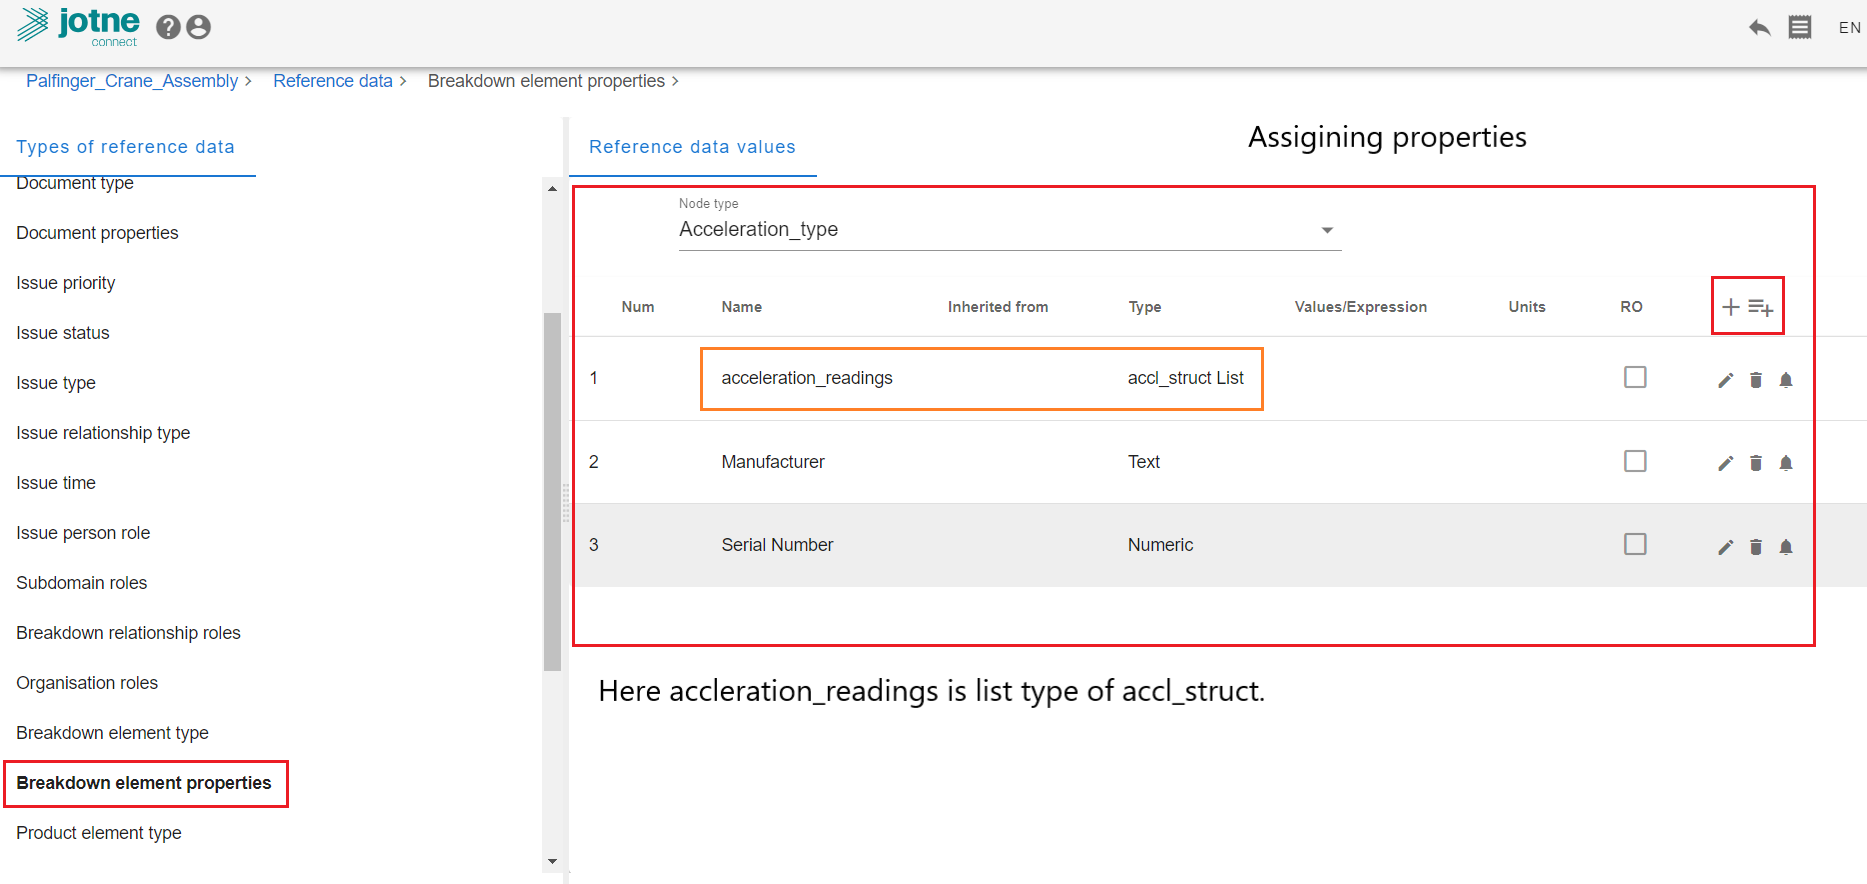 jotne
connect
EN
Palfinger_Crane_Assembly > Reference data > Breakdown element properties >
Types of reference data
Document type
Document properties
Issue priority
Issue status
Issue type
Issue relationship type
Issue time
Issue person role
Subdomain roles
Breakdown relationship roles
Organisation roles
Breakdown element type
Breakdown element properties
Product element type
Reference data values
Assigining properties
Node type
Acceleration_type
Num Name Inherited from Type Values/Expression Units RO
1 acceleration_readings accl_struct List
2 Manufacturer Text
3 Serial Number Numeric
Here accleration_readings is list type of accl_struct.